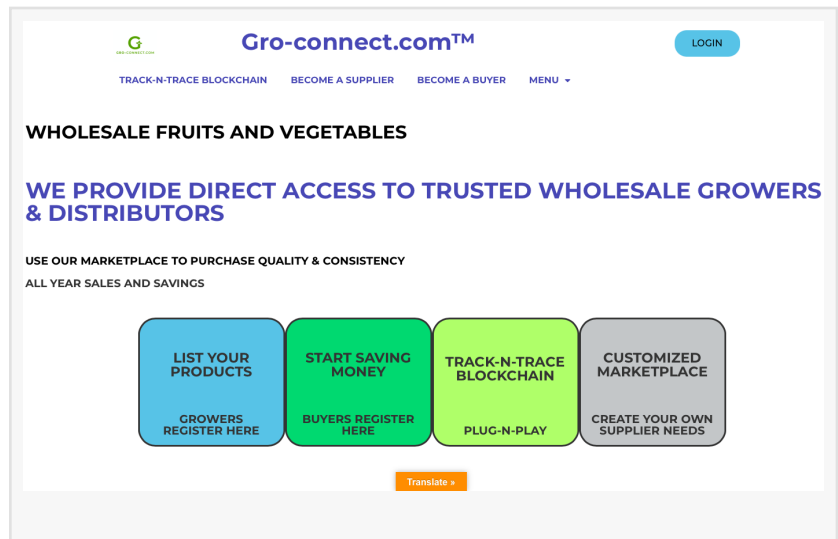 G
GRO-CONNECT.COM
Gro-connect.com™
LOGIN
TRACK-N-TRACE BLOCKCHAIN BECOME A SUPPLIER BECOME A BUYER MENU
WHOLESALE FRUITS AND VEGETABLES
WE PROVIDE DIRECT ACCESS TO TRUSTED WHOLESALE GROWERS
& DISTRIBUTORS
USE OUR MARKETPLACE TO PURCHASE QUALITY & CONSISTENCY
ALL YEAR SALES AND SAVINGS
LIST YOUR
PRODUCTS
GROWERS
REGISTER HERE
START SAVING
MONEY
BUYERS REGISTER
HERE
TRACK-N-TRACE
BLOCKCHAIN
PLUG-N-PLAY
CUSTOMIZED
MARKETPLACE
CREATE YOUR OWN
SUPPLIER NEEDS
Translate »